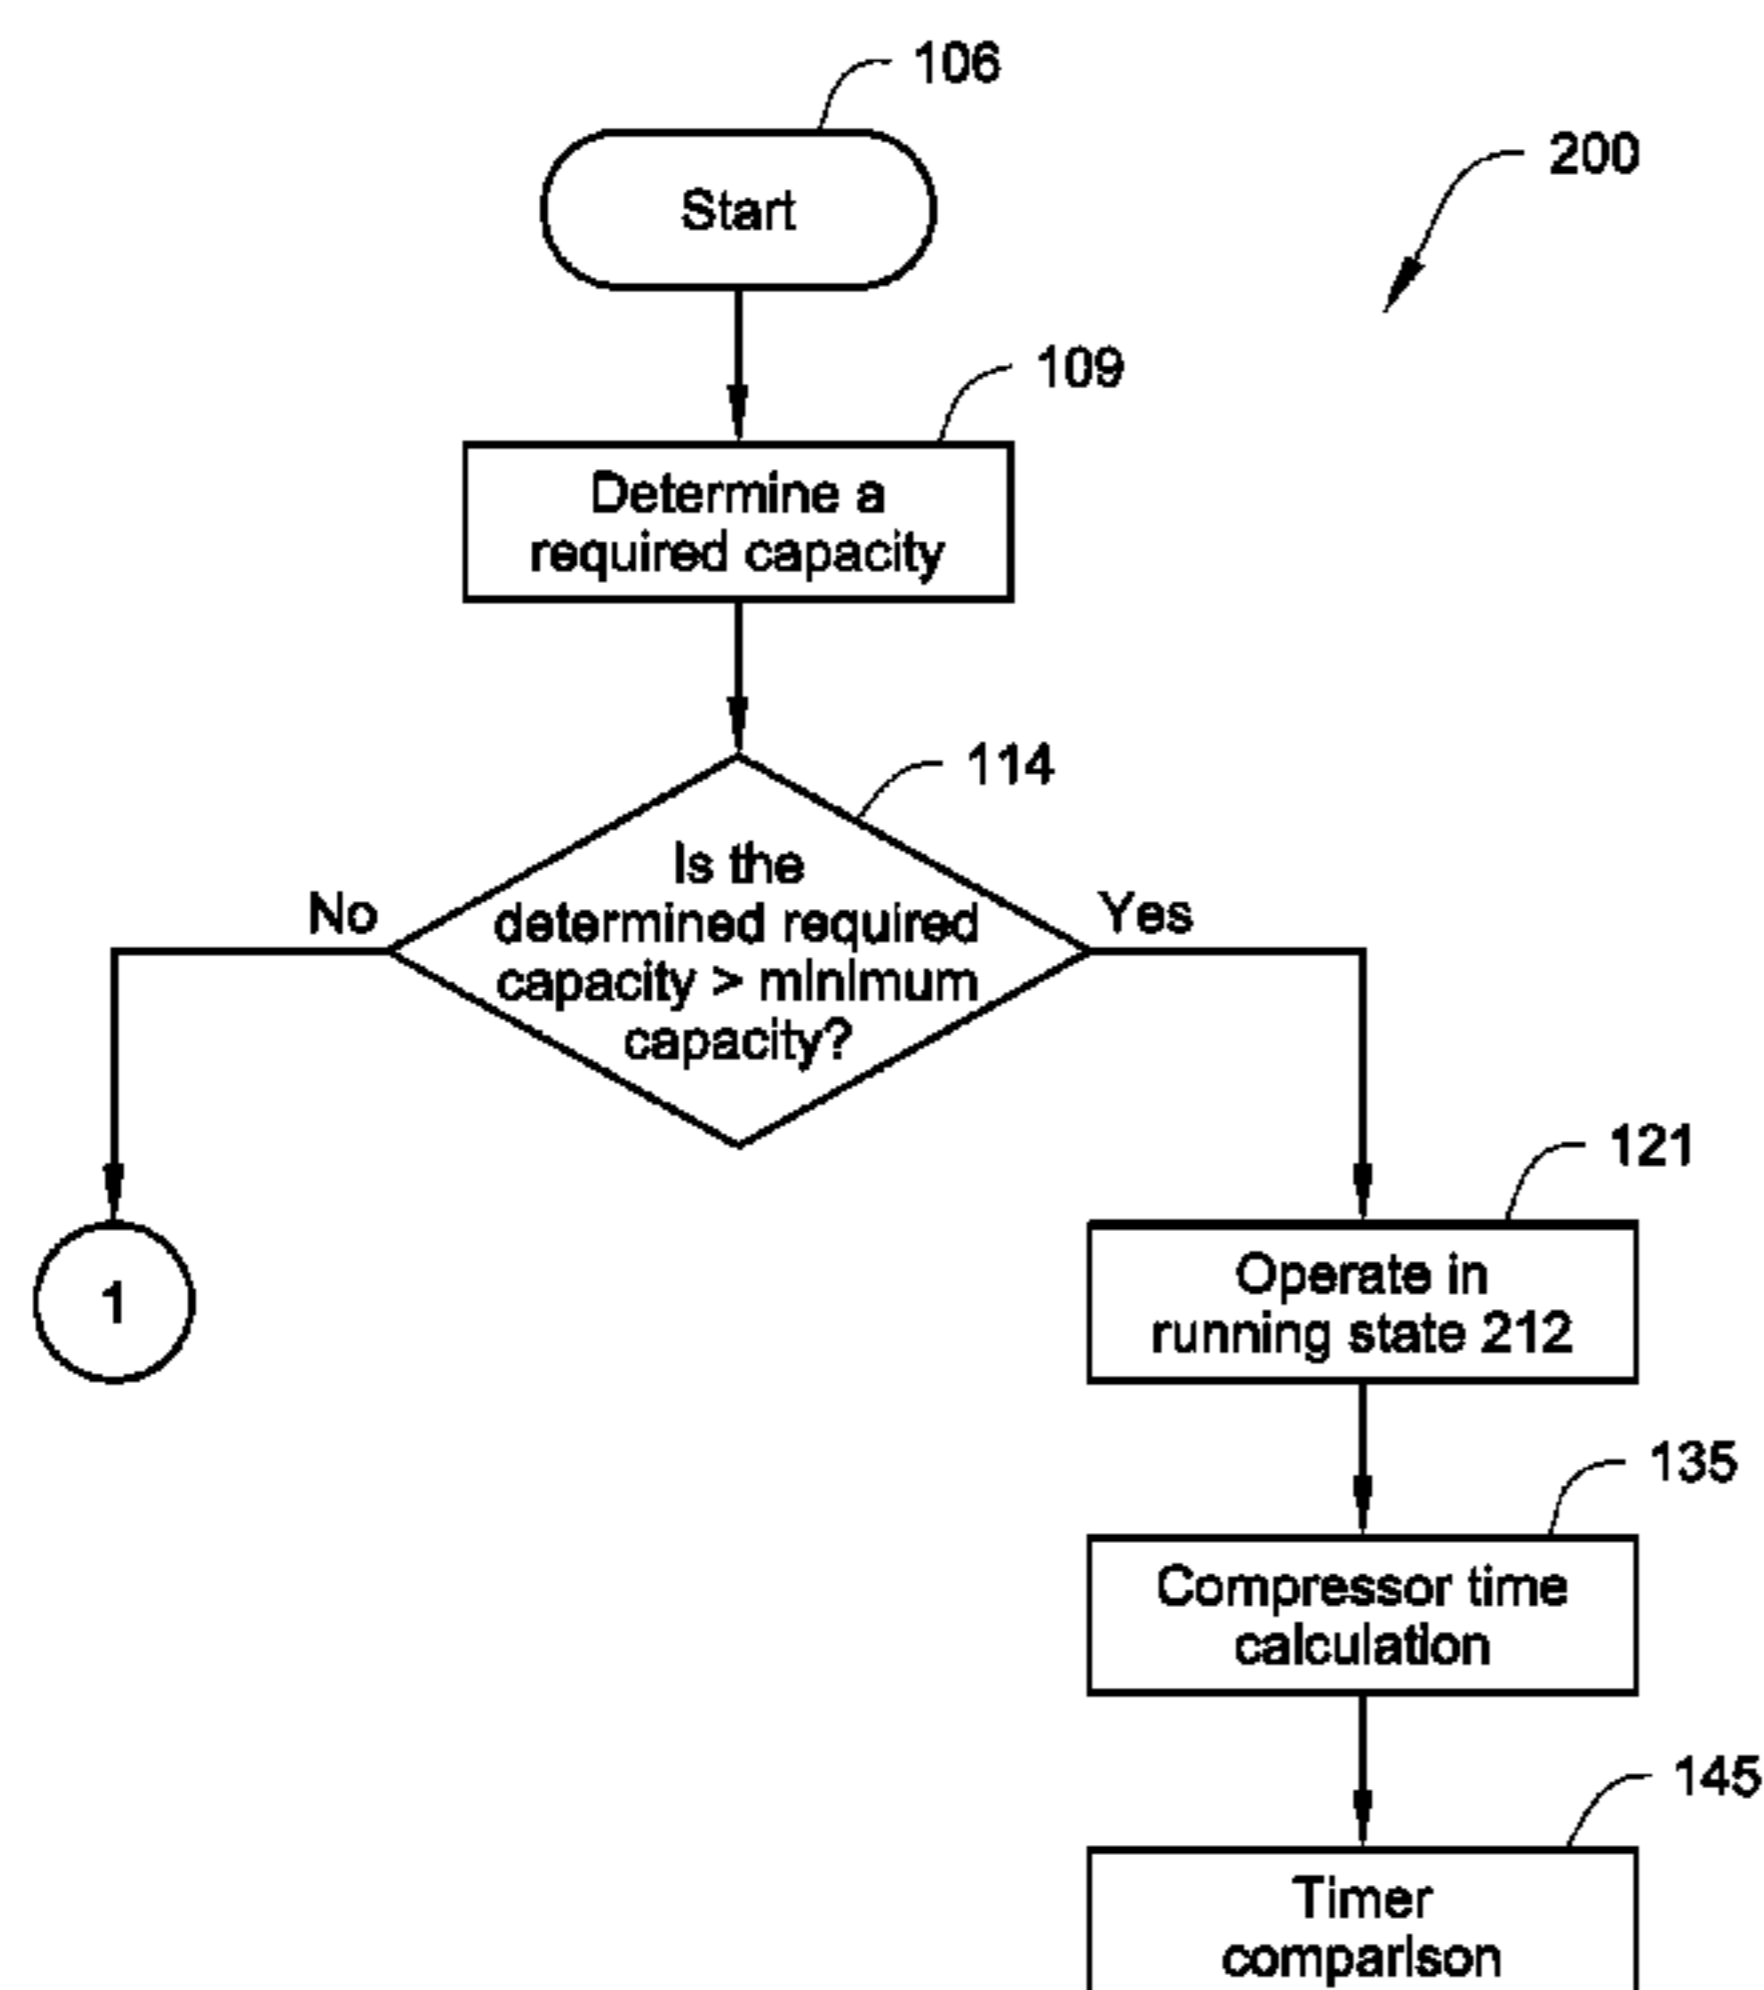 106
200
Start
109
Determine a
required capacity
114
Is the
determined required
capacity > minimum
capacity?
No
Yes
121
1
Operate in
running state 212
135
Compressor time
calculation
145
Timer
comparison